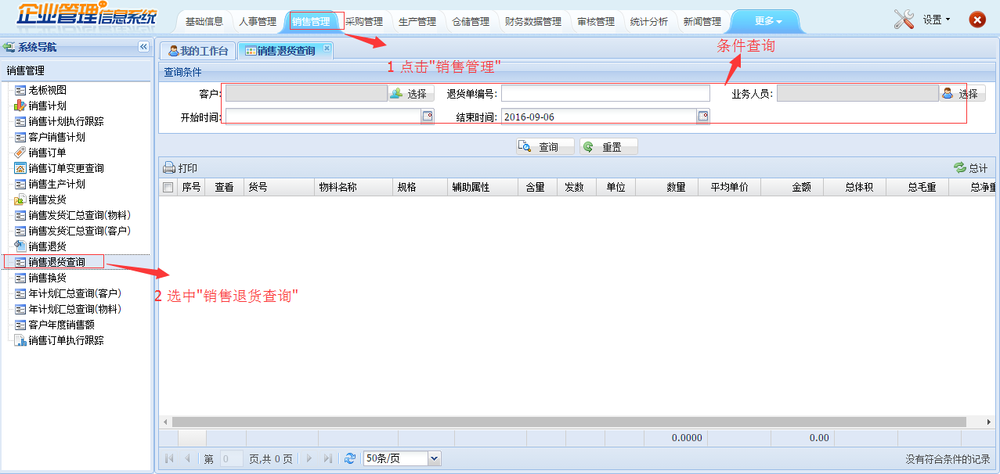 企业管理信息系统
基础信息 人事管理 销售管理 采购管理 生产管理 仓储管理 财务数据管理 审核管理 统计分析 新闻管理 更多 设置
系统导航
我的工作台 销售退货查询
条件查询
1 点击"销售管理"
销售管理
查询条件
老板视图
销售计划
销售计划执行跟踪
客户销售计划
销售订单
销售订单变更查询
销售生产计划
销售发货
销售发货汇总查询(物料)
销售发货汇总查询(客户)
销售退货
销售退货查询
销售换货
年计划汇总查询(客户)
年计划汇总查询(物料)
客户年度销售额
销售订单执行跟踪
客户: 选择 退货单编号: 业务人员: 选择
开始时间: 结束时间: 2016-09-06
查询 重置
打印 总计
序号 查看 货号 物料名称 规格 辅助属性 含量 发数 单位 数量 平均单价 金额 总体积 总毛重 总净重
2 选中"销售退货查询"
0.0000 0.00
第 0 页,共 0 页 50条/页 没有符合条件的记录